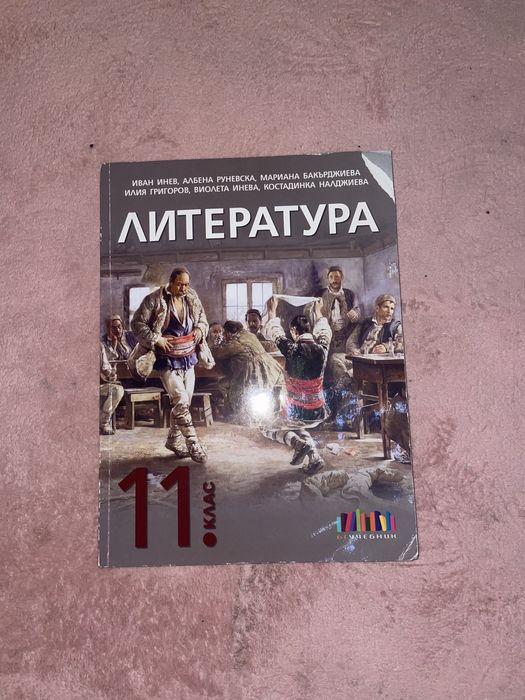 ИВАН ИНЕВ, АЛБЕНА РУНЕВСКА, МАРИАНА БАКЪРДЖИЕВА
ИЛИЯ ГРИГОРОВ, ВИОЛЕТА ИНЕВА, КОСТАДИНКА НАЛДЖИЕВА
ЛИТЕРАТУРА
11. КЛАС
БГ УЧЕБНИК